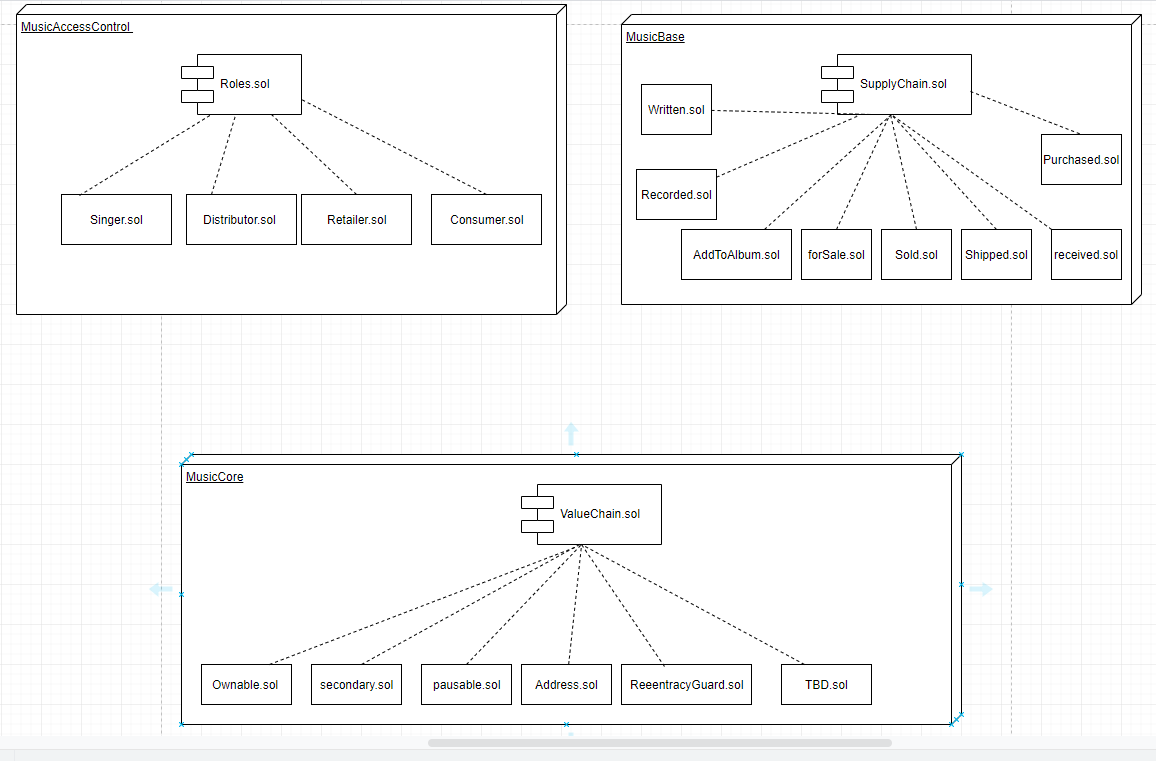 MusicAccessControl
Roles.sol
Singer.sol
Distributor.sol
Retailer.sol
Consumer.sol
MusicBase
SupplyChain.sol
Written.sol
Purchased.sol
Recorded.sol
AddToAlbum.sol
forSale.sol
Sold.sol
Shipped.sol
received.sol
MusicCore
ValueChain.sol
Ownable.sol
secondary.sol
pausable.sol
Address.sol
ReeentracyGuard.sol
TBD.sol